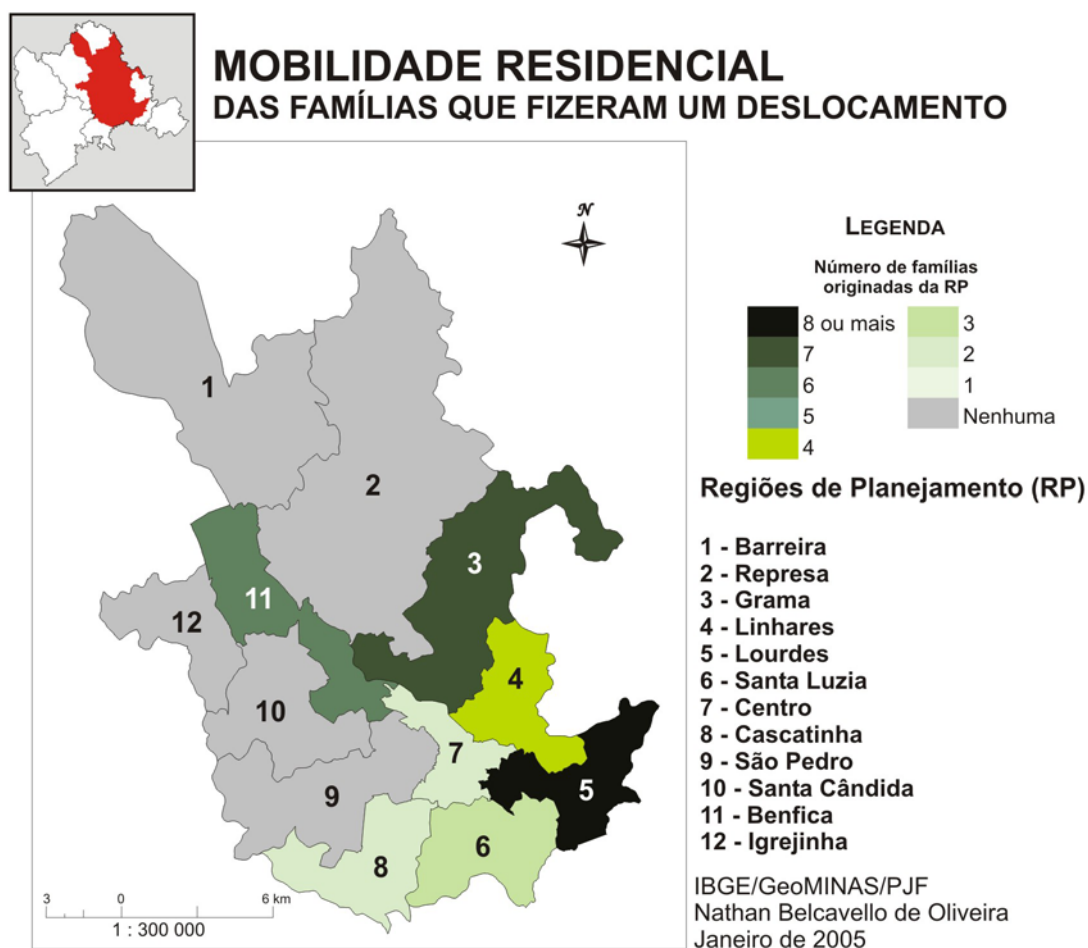 MOBILIDADE RESIDENCIAL
DAS FAMÍLIAS QUE FIZERAM UM DESLOCAMENTO
N
LEGENDA
Número de famílias
originadas da RP
8 ou mais
7
6
5
4
3
2
1
Nenhuma
Regiões de Planejamento (RP)
1 - Barreira
2 - Represa
3 - Grama
4 - Linhares
5 - Lourdes
6 - Santa Luzia
7 - Centro
8 - Cascatinha
9 - São Pedro
10 - Santa Cândida
11 - Benfica
12 - Igrejinha
IBGE/GeoMINAS/PJF
Nathan Belcavello de Oliveira
Janeiro de 2005
1
2
3
11
12
4
10
7
5
9
6
8
3 0 6 km
1 : 300 000